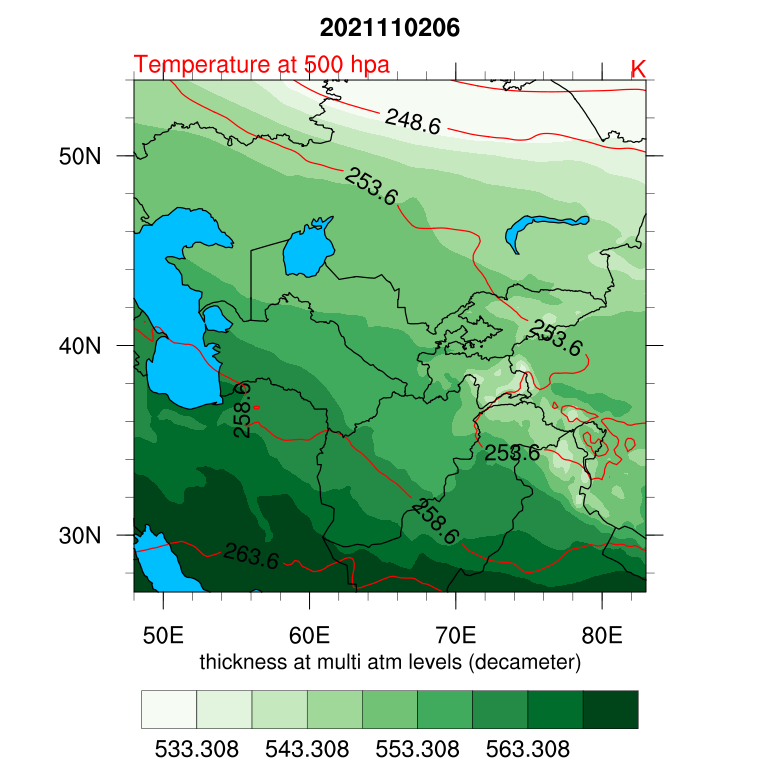 2021110206
Temperature at 500 hpa K
248.6
50N
253.6
253.6
40N
258.6
253.6
258.6
30N
263.6
50E 60E 70E 80E
thickness at multi atm levels (decameter)
533.308 543.308 553.308 563.308